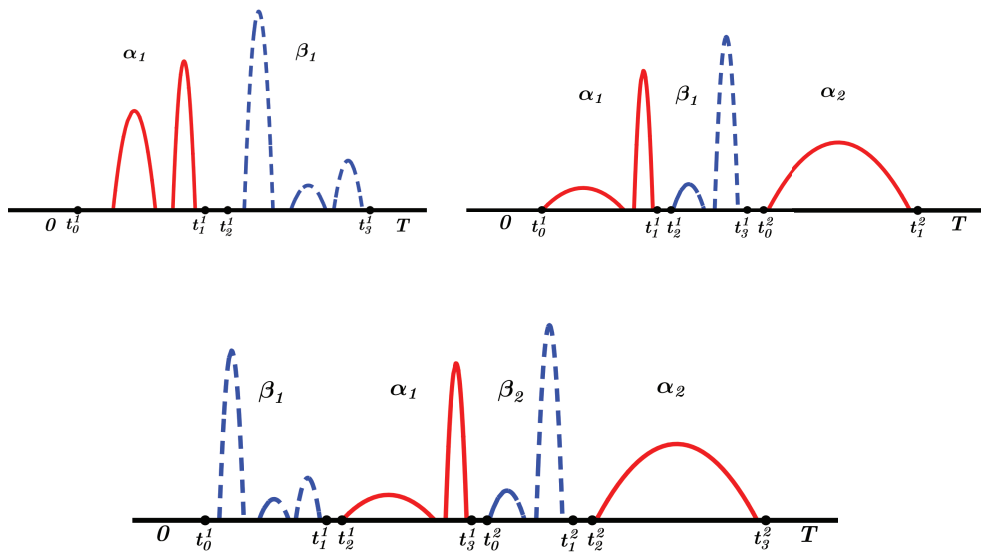 α₁ β₁
0 t₀¹ t₁¹ t₂¹ t₃¹ T
α₁ β₁ α₂
0 t₀¹ t₁¹ t₂¹ t₃¹ t₀² t₁² T
β₁ α₁ β₂ α₂
0 t₀¹ t₁¹ t₂¹ t₃¹ t₀² t₁² t₂² t₃² T